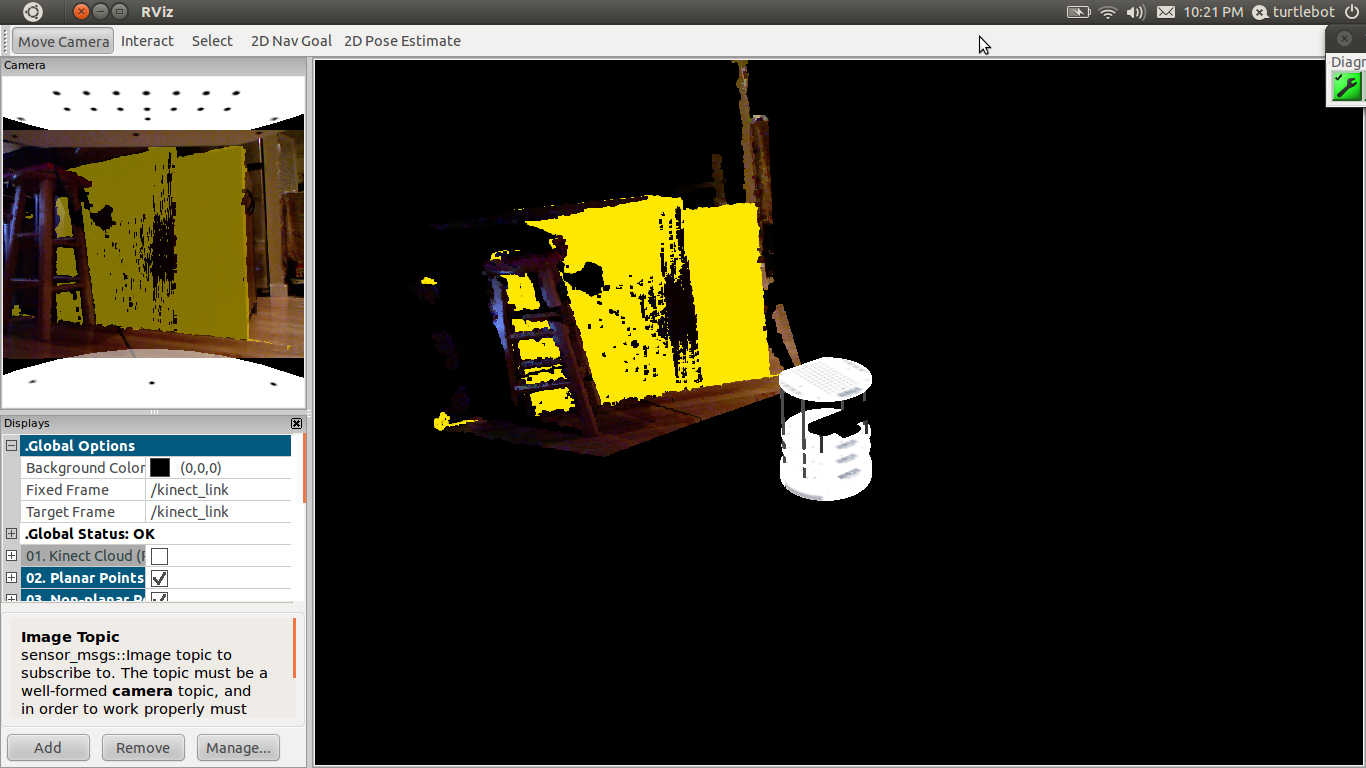 RViz
10:21 PM turtlebot
Move Camera Interact Select 2D Nav Goal 2D Pose Estimate
Diagr
Camera
Displays
.Global Options
Background Color (0,0,0)
Fixed Frame /kinect_link
Target Frame /kinect_link
.Global Status: OK
01. Kinect Cloud (
02. Planar Points
03. Non-planar P
Image Topic
sensor_msgs::Image topic to
subscribe to. The topic must be a
well-formed camera topic, and
in order to work properly must
Add Remove Manage...